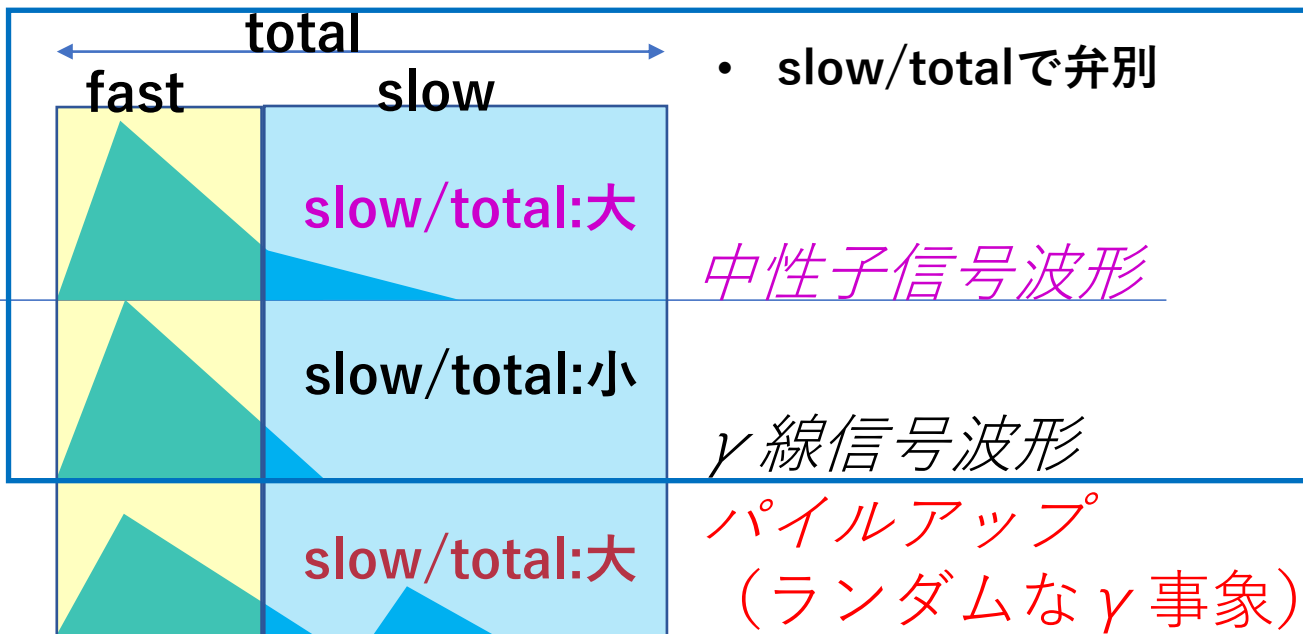 total
fast
slow
• slow/totalで弁別
slow/total:大
中性子信号波形
slow/total:小
γ線信号波形
slow/total:大
パイルアップ
（ランダムなγ事象）